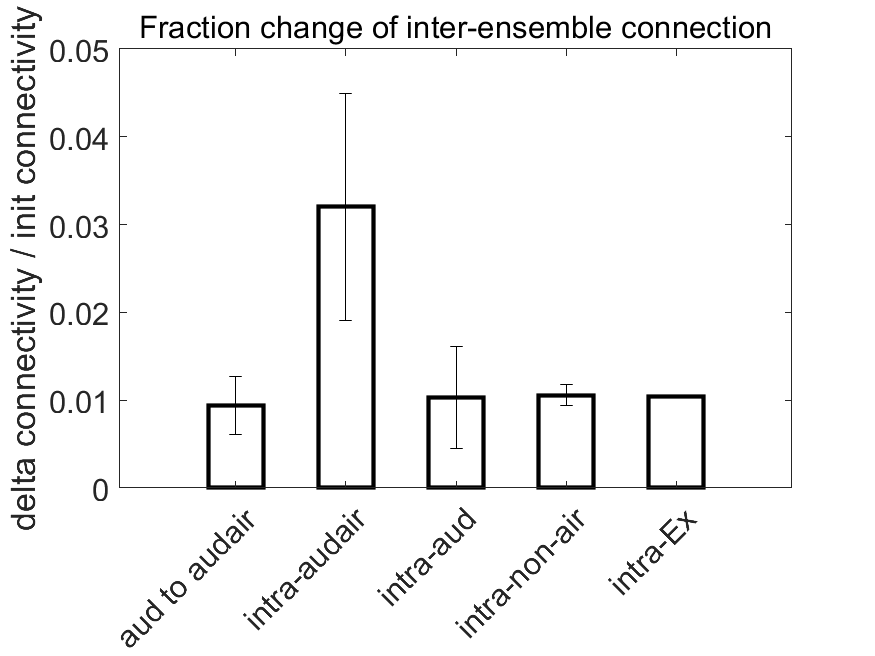 Fraction change of inter-ensemble connection
delta connectivity / init connectivity
0.05
0.04
0.03
0.02
0.01
0
aud to audair
intra-audair
intra-aud
intra-non-air
intra-Ex